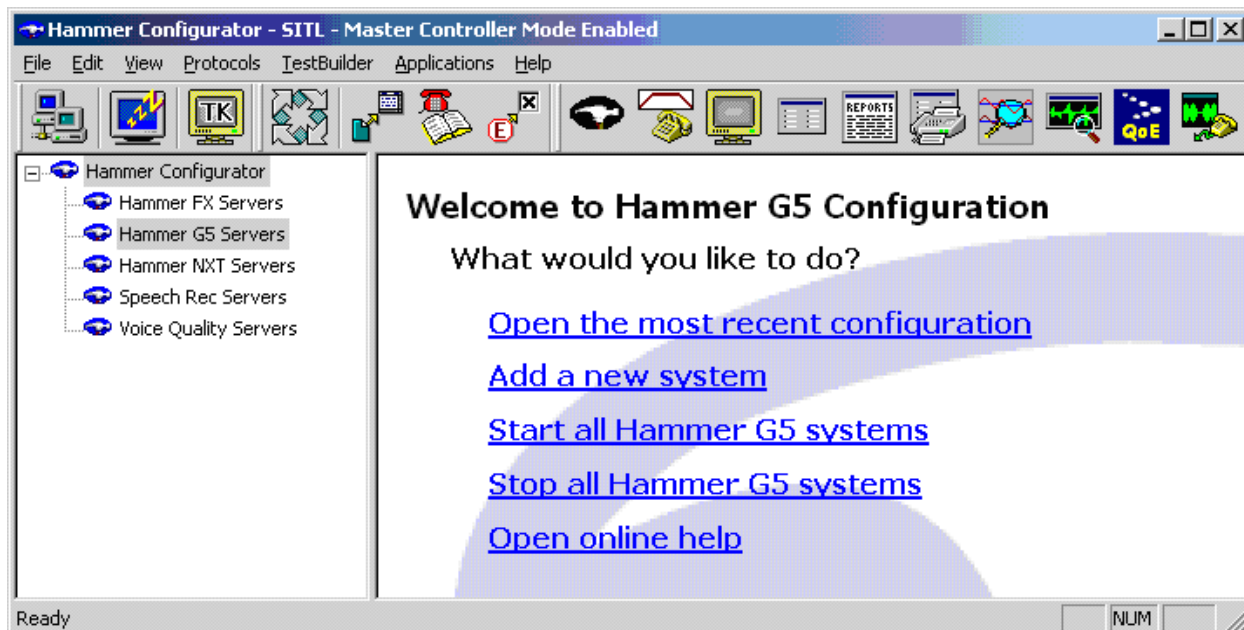 Hammer Configurator - SITL - Master Controller Mode Enabled
File Edit View Protocols TestBuilder Applications Help
TK E REPORTS QoE
Hammer Configurator
Hammer FX Servers
Hammer G5 Servers
Hammer NXT Servers
Speech Rec Servers
Voice Quality Servers
Welcome to Hammer G5 Configuration
What would you like to do?
Open the most recent configuration
Add a new system
Start all Hammer G5 systems
Stop all Hammer G5 systems
Open online help
Ready NUM